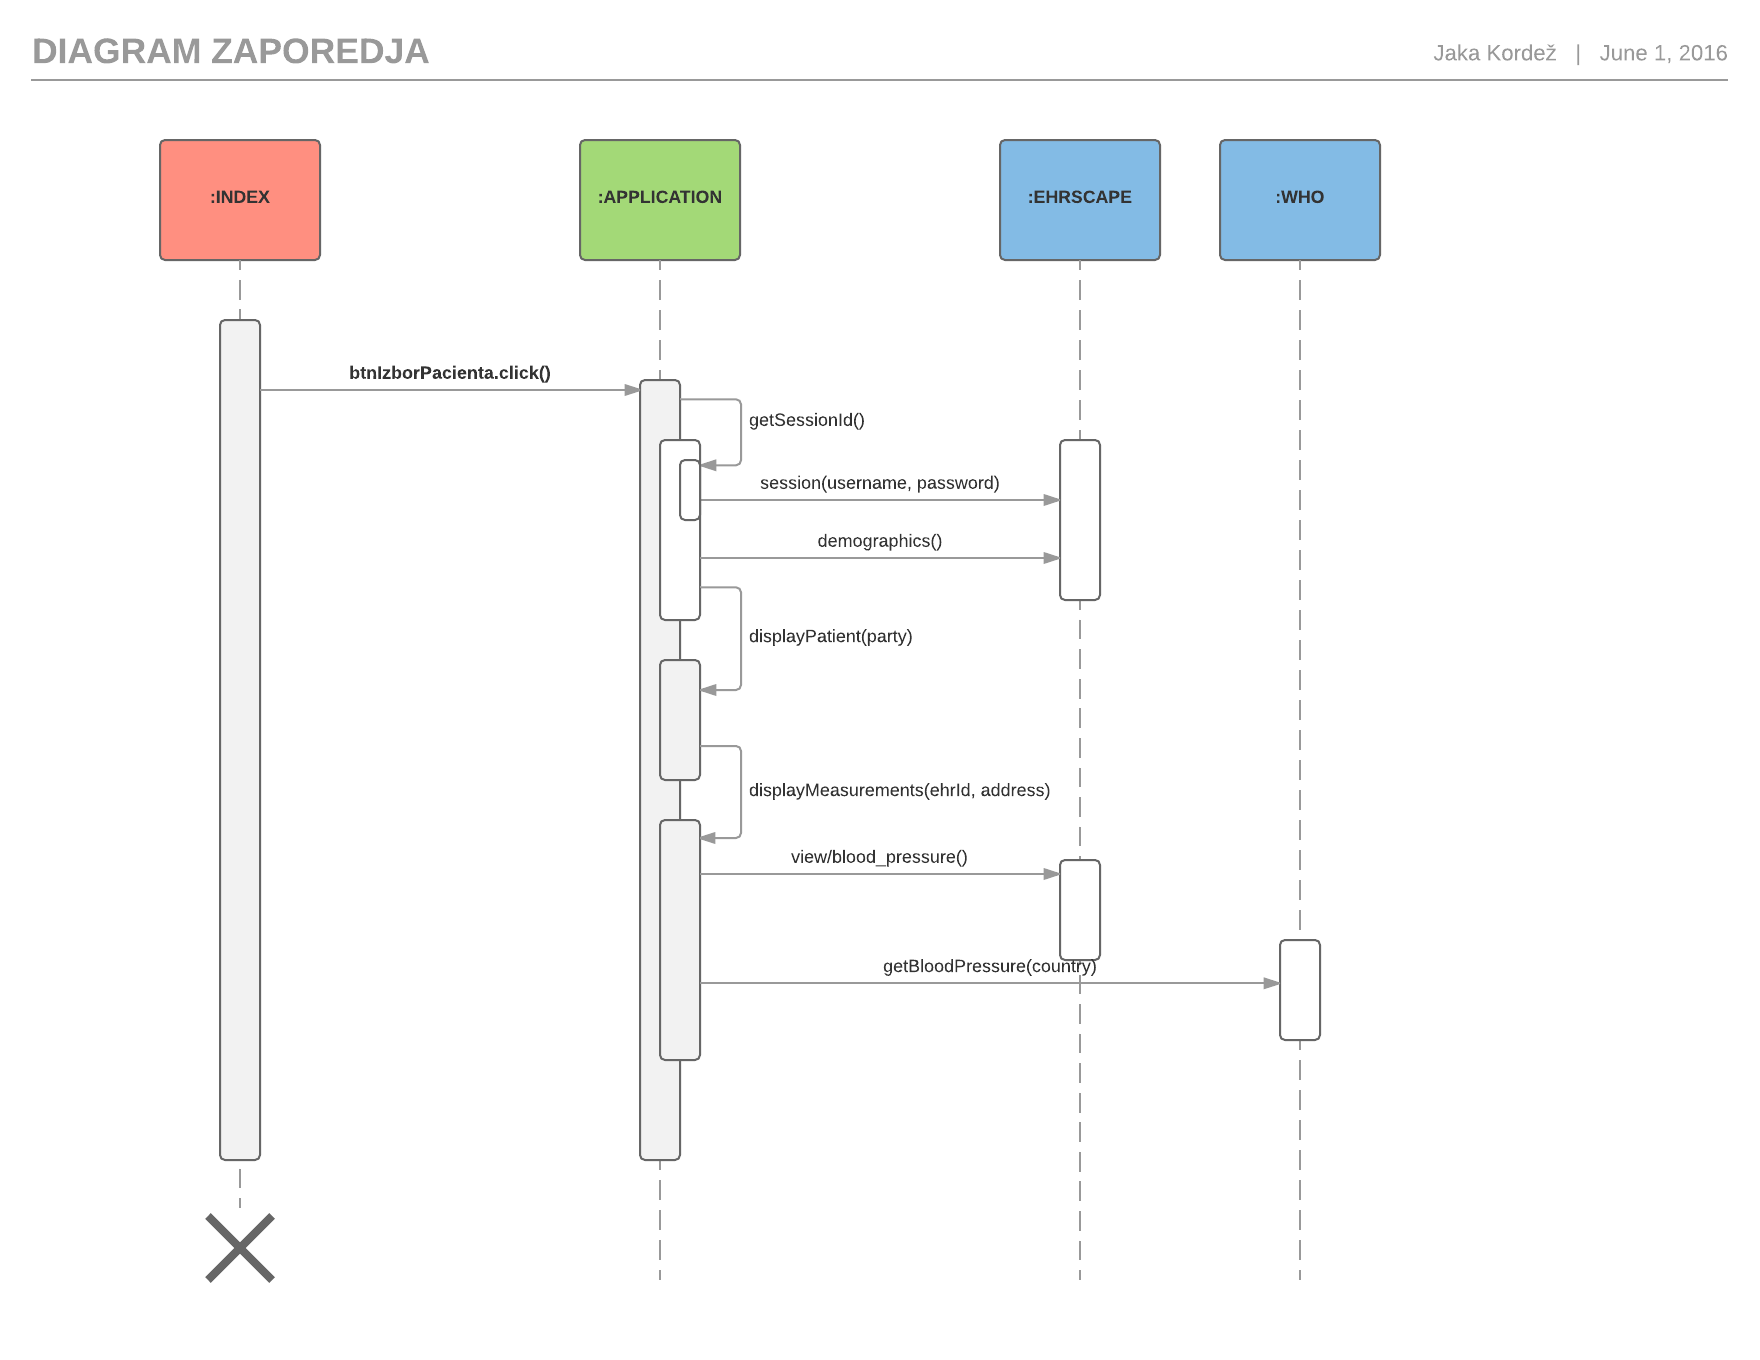 DIAGRAM ZAPOREDJA
Jaka Kordež | June 1, 2016
:INDEX
:APPLICATION
:EHRSCAPE
:WHO
btnIzborPacienta.click()
getSessionId()
session(username, password)
demographics()
displayPatient(party)
displayMeasurements(ehrId, address)
view/blood_pressure()
getBloodPressure(country)